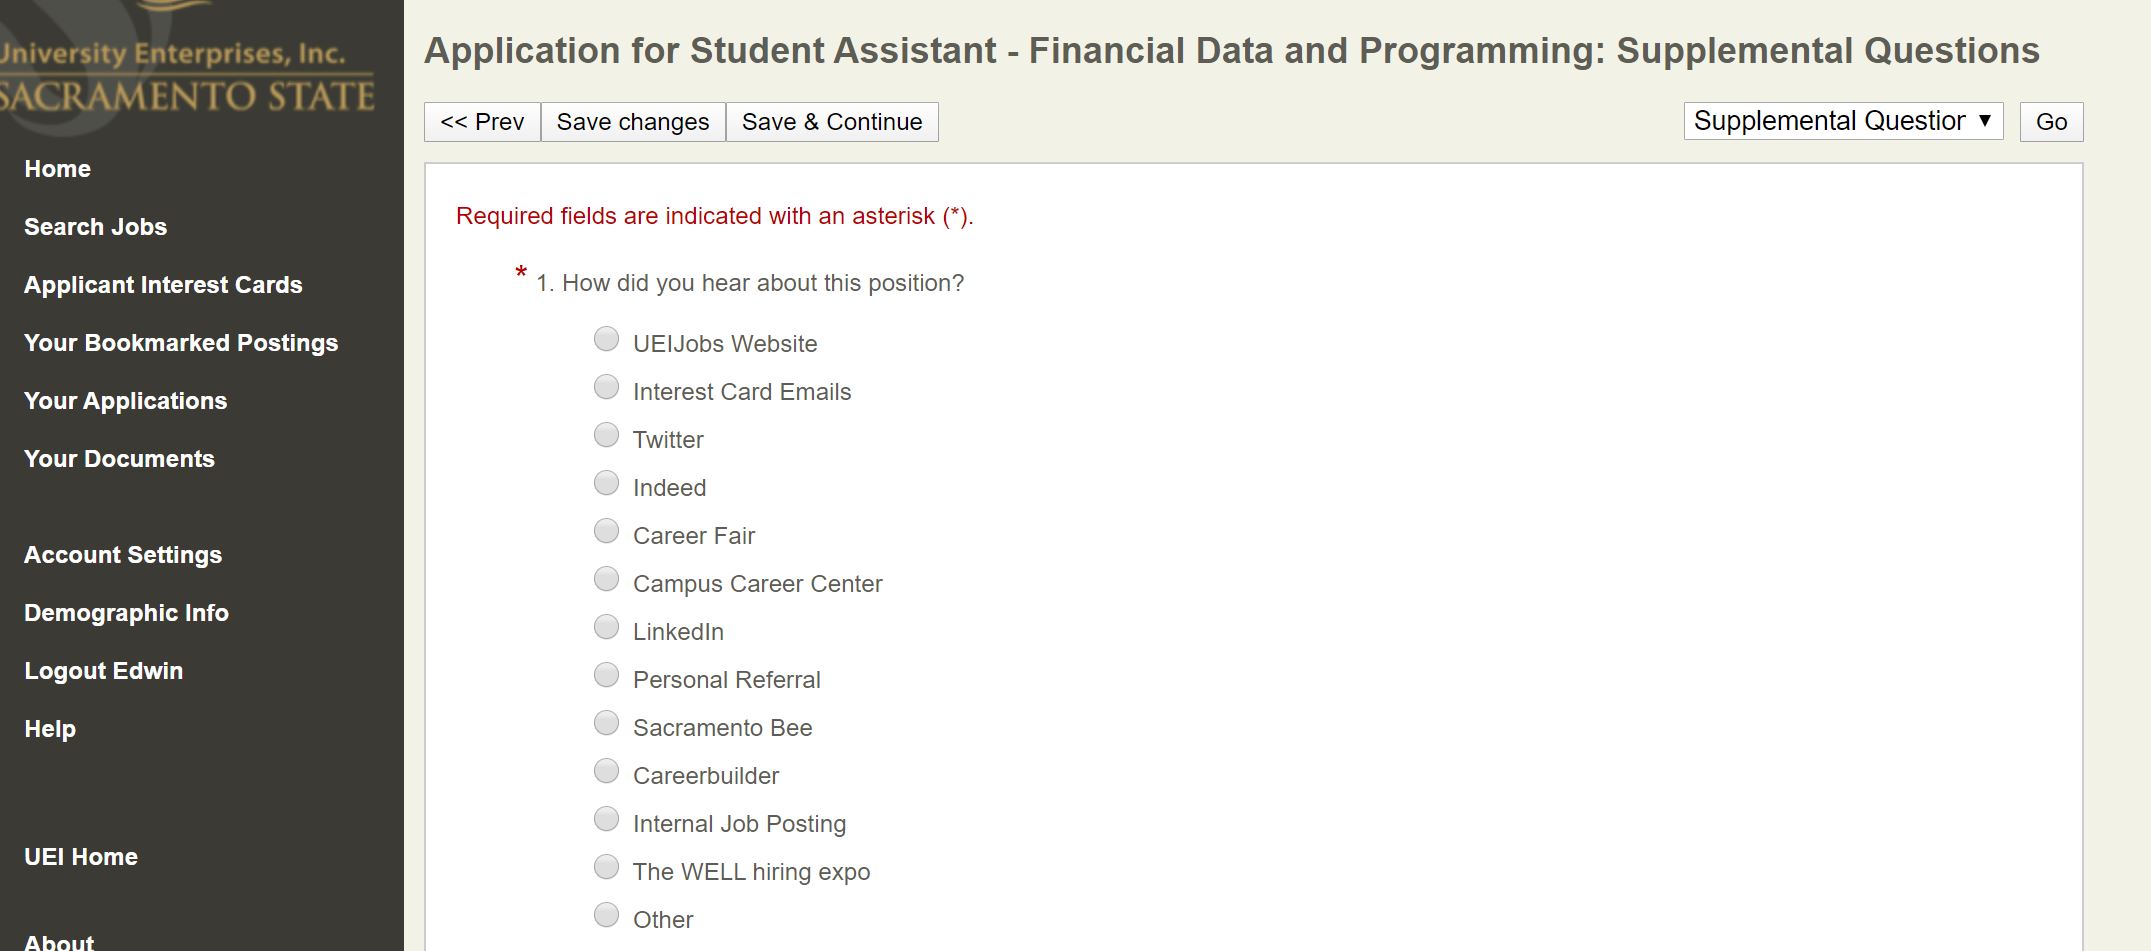 University Enterprises, Inc.
SACRAMENTO STATE
Home
Search Jobs
Applicant Interest Cards
Your Bookmarked Postings
Your Applications
Your Documents
Account Settings
Demographic Info
Logout Edwin
Help
UEI Home
About
Application for Student Assistant - Financial Data and Programming: Supplemental Questions
<< Prev Save changes Save & Continue Supplemental Question ▼ Go
Required fields are indicated with an asterisk (*).
* 1. How did you hear about this position?
UEIJobs Website
Interest Card Emails
Twitter
Indeed
Career Fair
Campus Career Center
LinkedIn
Personal Referral
Sacramento Bee
Careerbuilder
Internal Job Posting
The WELL hiring expo
Other